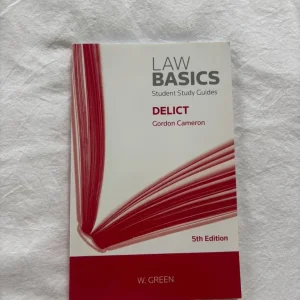 LAW
BASICS
Student Study Guides
DELICT
Gordon Cameron
5th Edition
W. GREEN